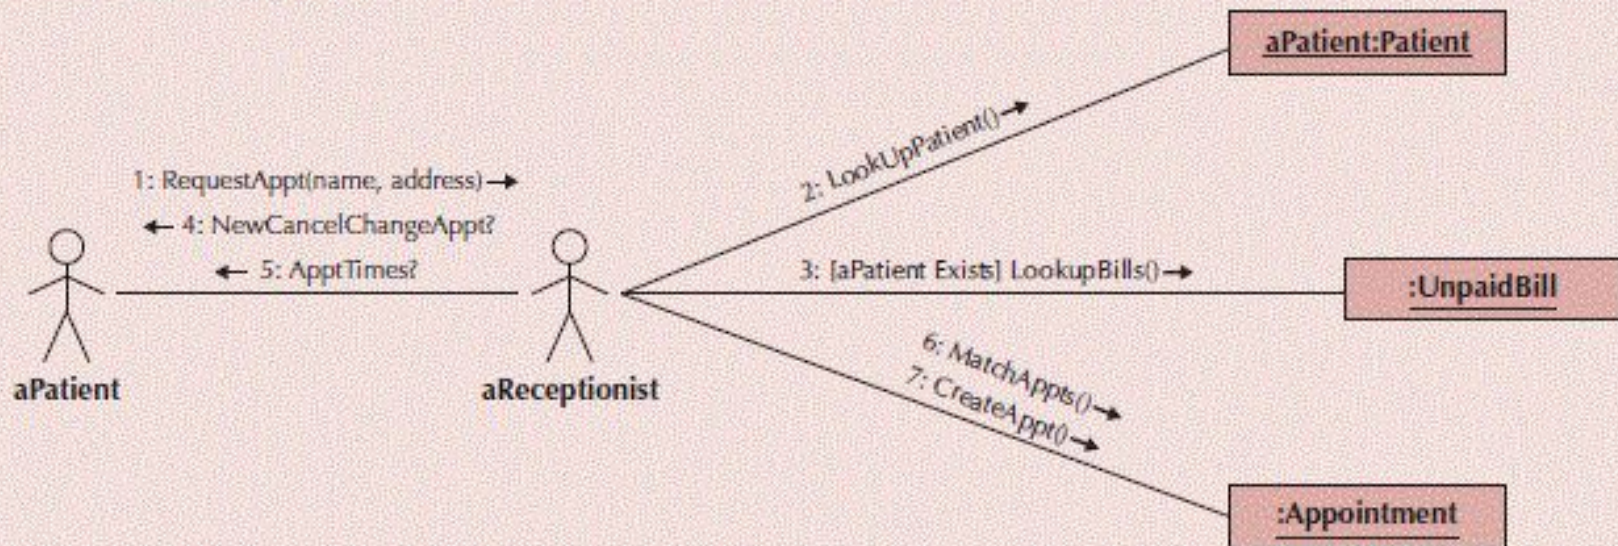 aPatient:Patient
2: LookUpPatient()
1: RequestAppt(name, address)
4: NewCancelChangeAppt?
5: ApptTimes?
3: [aPatient Exists] LookupBills()
:UnpaidBill
6: MatchAppts()
7: CreateAppt()
aPatient
aReceptionist
:Appointment